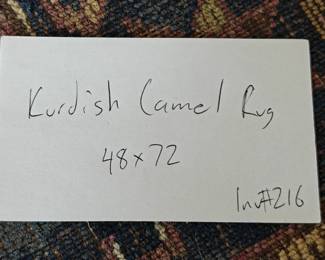 Kurdish Camel Rug
48x72
Inv#216